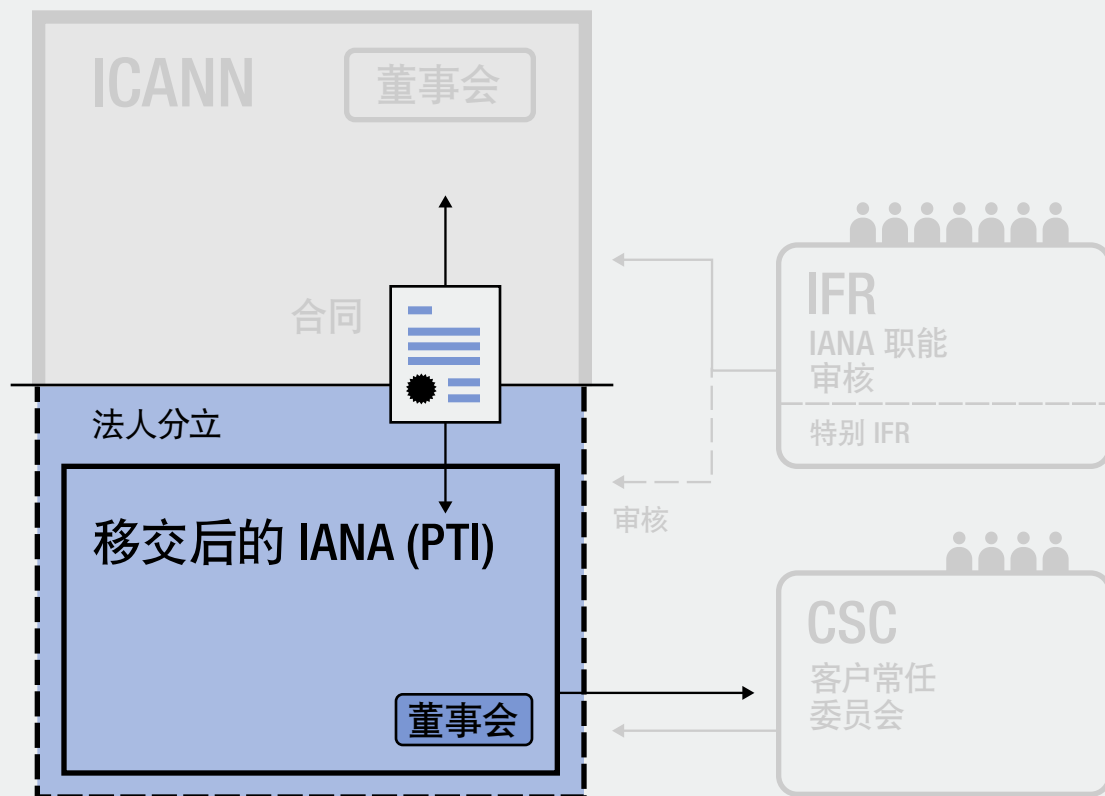 ICANN
董事会
合同
法人分立
移交后的 IANA (PTI)
董事会
IFR
IANA 职能
审核
特别 IFR
审核
CSC
客户常任
委员会